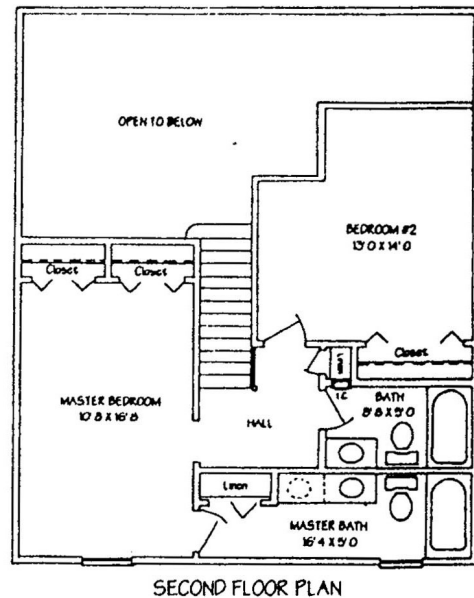 OPEN TO BELOW
BEDROOM #2
13'0 X 14'0
Closet
Closet
Closet
Linen
MASTER BEDROOM
10'8 X 16'8
BATH
8'8 X 5'0
HALL
Linen
MASTER BATH
16'4 X 5'0
SECOND FLOOR PLAN